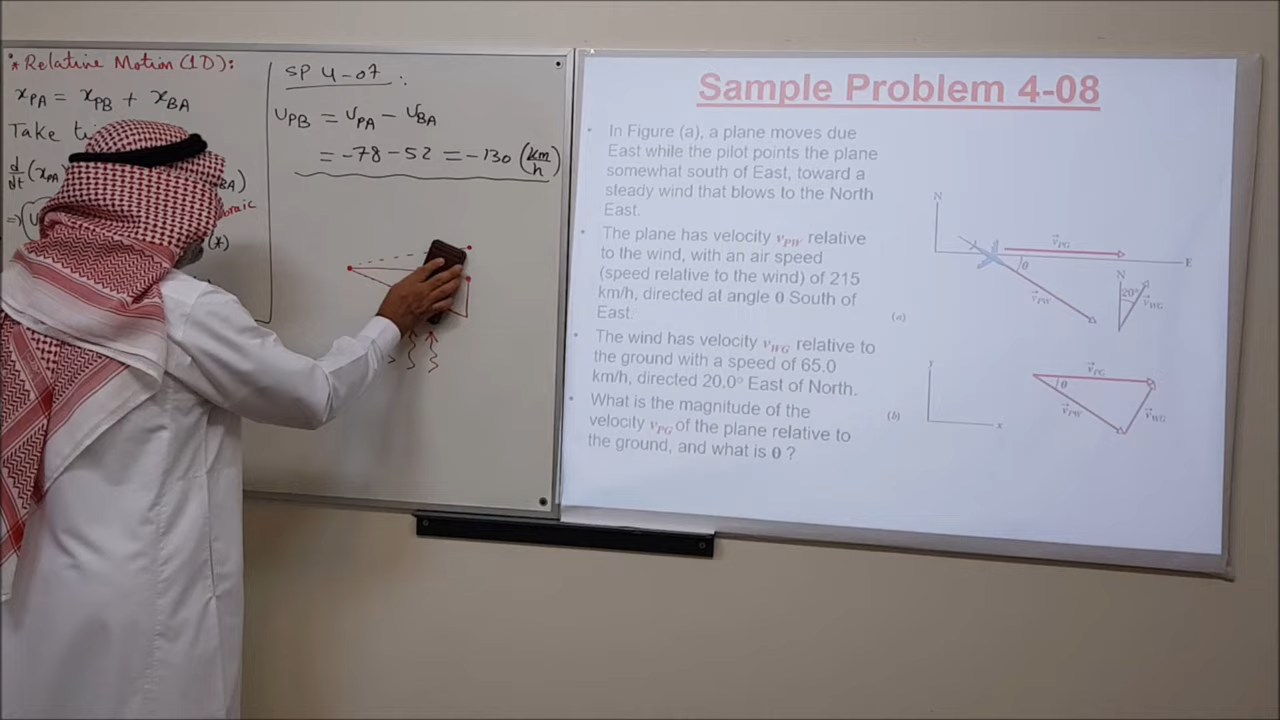 * Relative Motion (1D):
x_PA = x_PB + x_BA
Take
d/dt (x_PA
BA)
⇒
(*)
SP 4-07 :
v_PB = v_PA - v_BA
= -78 - 52 = -130 (km/h)
Sample Problem 4-08
• In Figure (a), a plane moves due
East while the pilot points the plane
somewhat south of East, toward a
steady wind that blows to the North
East.
• The plane has velocity v_PW relative
to the wind, with an air speed
(speed relative to the wind) of 215
km/h, directed at angle θ South of
East.
• The wind has velocity v_WG relative to
the ground with a speed of 65.0
km/h, directed 20.0° East of North.
• What is the magnitude of the
velocity v_PG of the plane relative to
the ground, and what is θ ?
N
v_PG
E
θ
N
20°
v_PW
v_WG
(a)
y
v_PG
θ
v_PW
v_WG
(b)
x